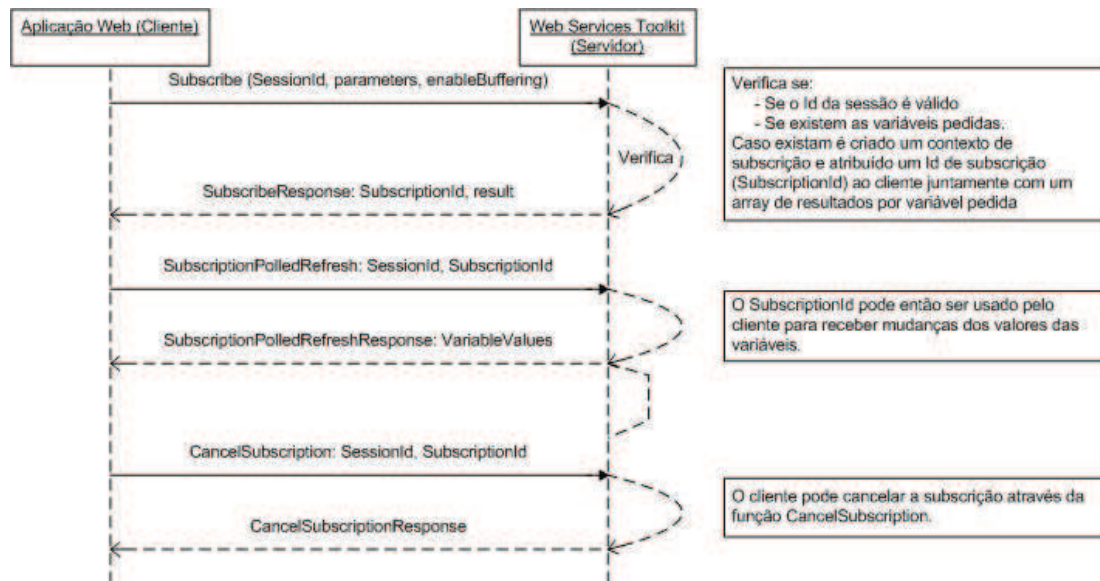 Aplicação Web (Cliente)
Web Services Toolkit
(Servidor)
Subscribe (SessionId, parameters, enableBuffering)
Verifica se:
- Se o Id da sessão é válido
- Se existem as variáveis pedidas.
Caso existam é criado um contexto de
subscrição e atribuído um Id de subscrição
(SubscriptionId) ao cliente juntamente com um
array de resultados por variável pedida
Verifica
SubscribeResponse: SubscriptionId, result
SubscriptionPolledRefresh: SessionId, SubscriptionId
O SubscriptionId pode então ser usado pelo
cliente para receber mudanças dos valores das
variáveis.
SubscriptionPolledRefreshResponse: VariableValues
CancelSubscription: SessionId, SubscriptionId
O cliente pode cancelar a subscrição através da
função CancelSubscription.
CancelSubscriptionResponse